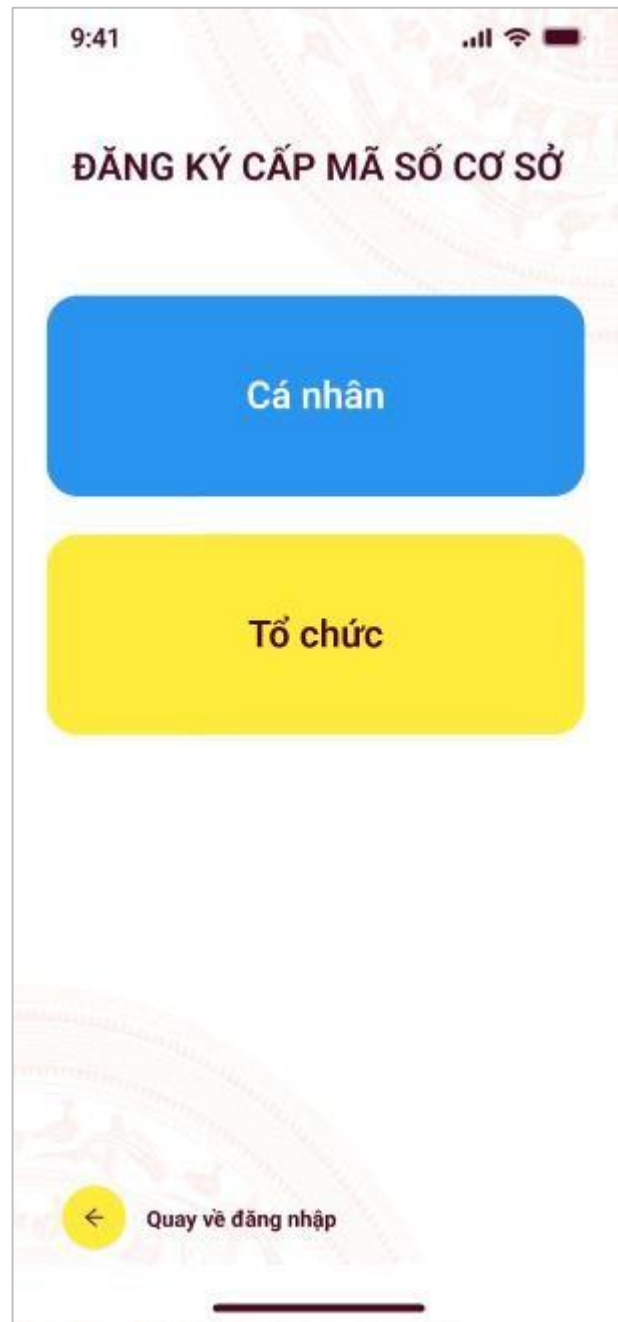 9:41
ĐĂNG KÝ CẤP MÃ SỐ CƠ SỞ
Cá nhân
Tổ chức
Quay về đăng nhập